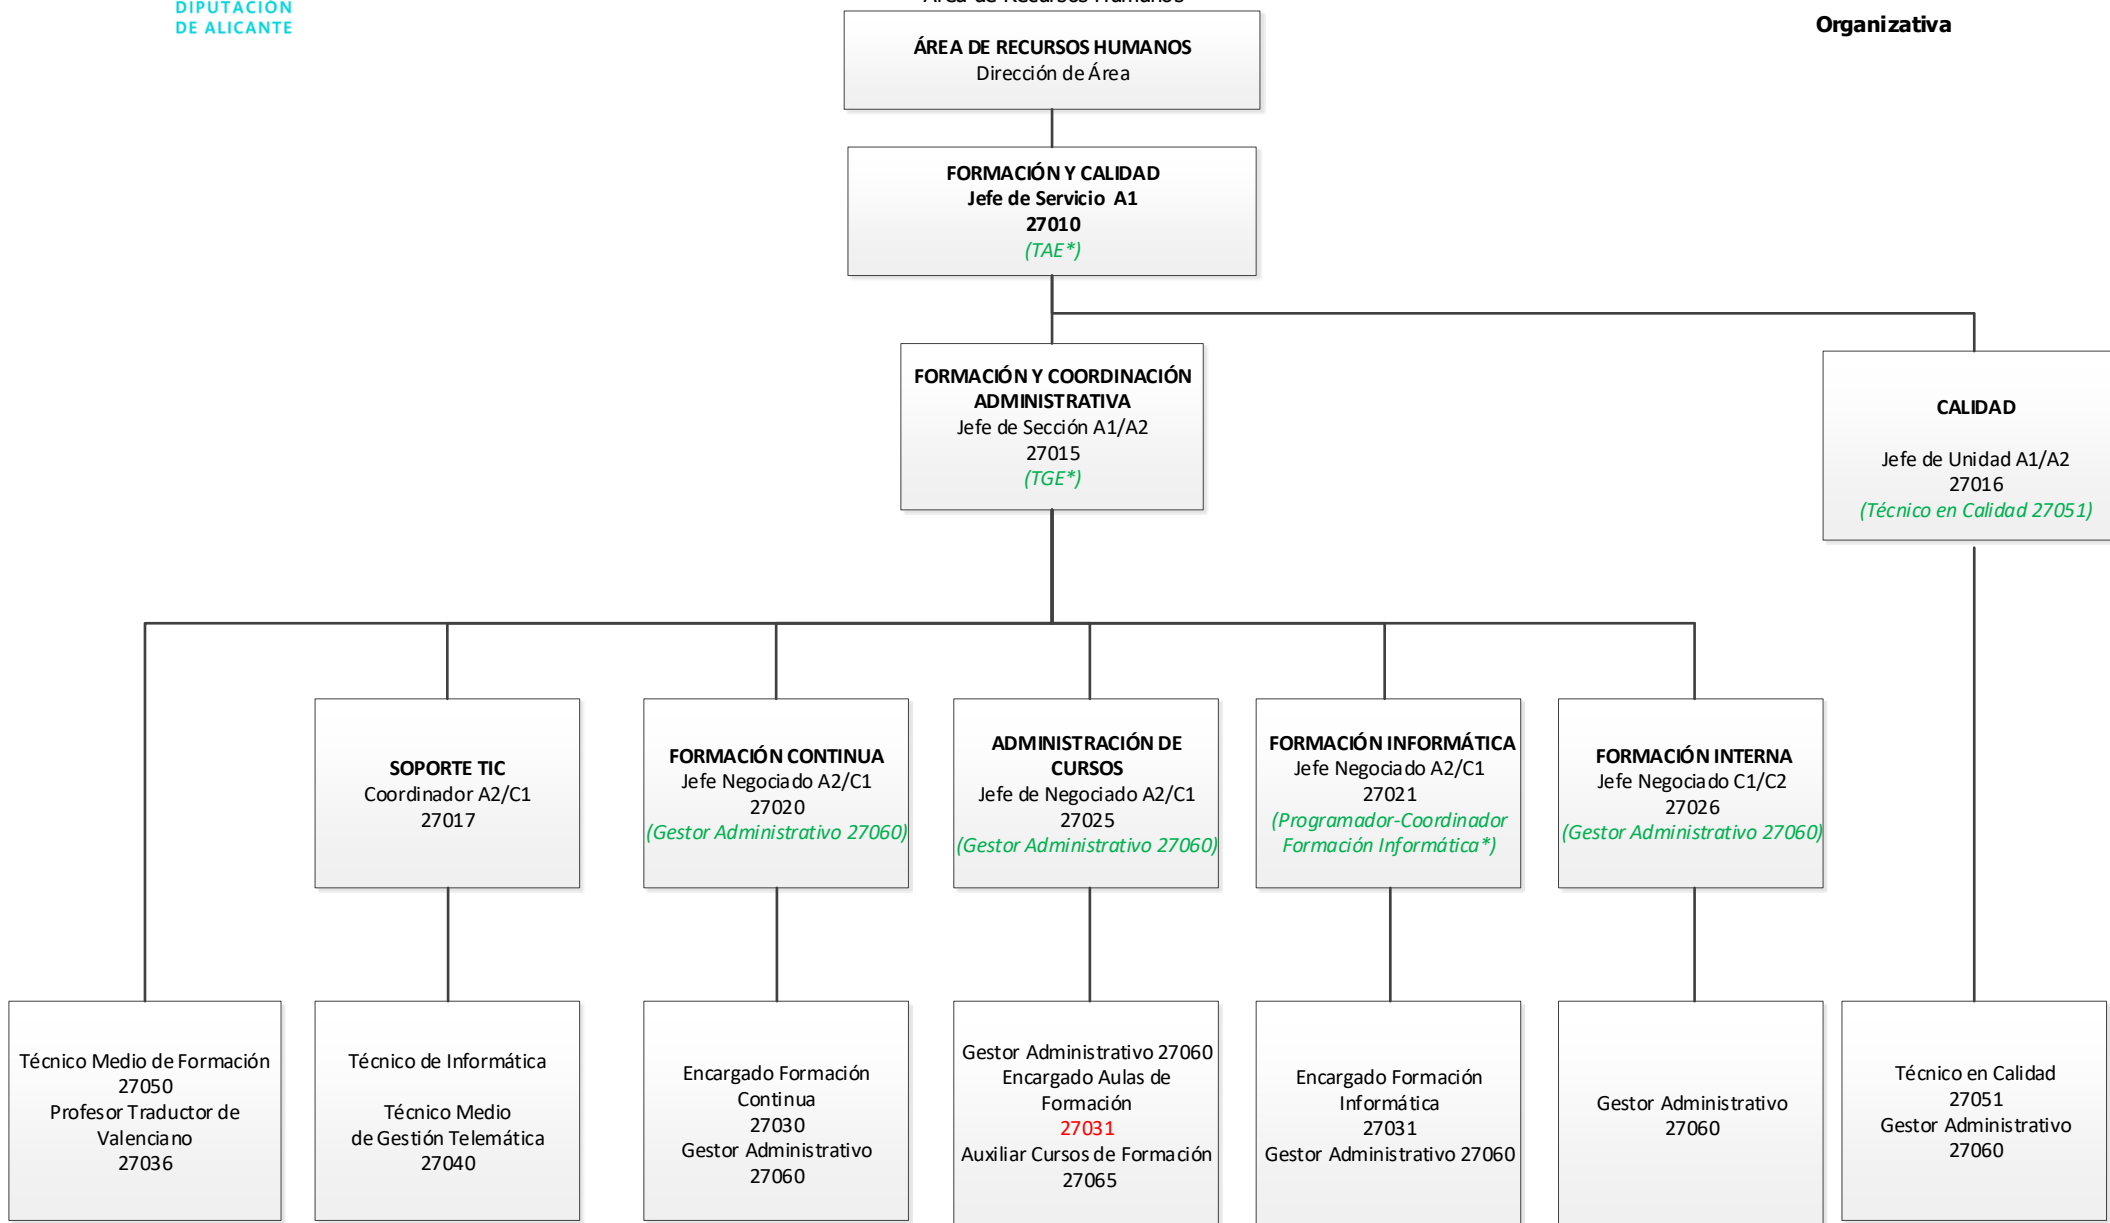 DIPUTACIÓN
DE ALICANTE
Área de Recursos Humanos
Organizativa
ÁREA DE RECURSOS HUMANOS
Dirección de Área
FORMACIÓN Y CALIDAD
Jefe de Servicio A1
27010
(TAE*)
FORMACIÓN Y COORDINACIÓN
ADMINISTRATIVA
Jefe de Sección A1/A2
27015
(TGE*)
CALIDAD
Jefe de Unidad A1/A2
27016
(Técnico en Calidad 27051)
SOPORTE TIC
Coordinador A2/C1
27017
FORMACIÓN CONTINUA
Jefe Negociado A2/C1
27020
(Gestor Administrativo 27060)
ADMINISTRACIÓN DE
CURSOS
Jefe de Negociado A2/C1
27025
(Gestor Administrativo 27060)
FORMACIÓN INFORMÁTICA
Jefe Negociado A2/C1
27021
(Programador-Coordinador
Formación Informática*)
FORMACIÓN INTERNA
Jefe Negociado C1/C2
27026
(Gestor Administrativo 27060)
Técnico Medio de Formación
27050
Profesor Traductor de
Valenciano
27036
Técnico de Informática
Técnico Medio
de Gestión Telemática
27040
Encargado Formación
Continua
27030
Gestor Administrativo
27060
Gestor Administrativo 27060
Encargado Aulas de
Formación
27031
Auxiliar Cursos de Formación
27065
Encargado Formación
Informática
27031
Gestor Administrativo 27060
Gestor Administrativo
27060
Técnico en Calidad
27051
Gestor Administrativo
27060